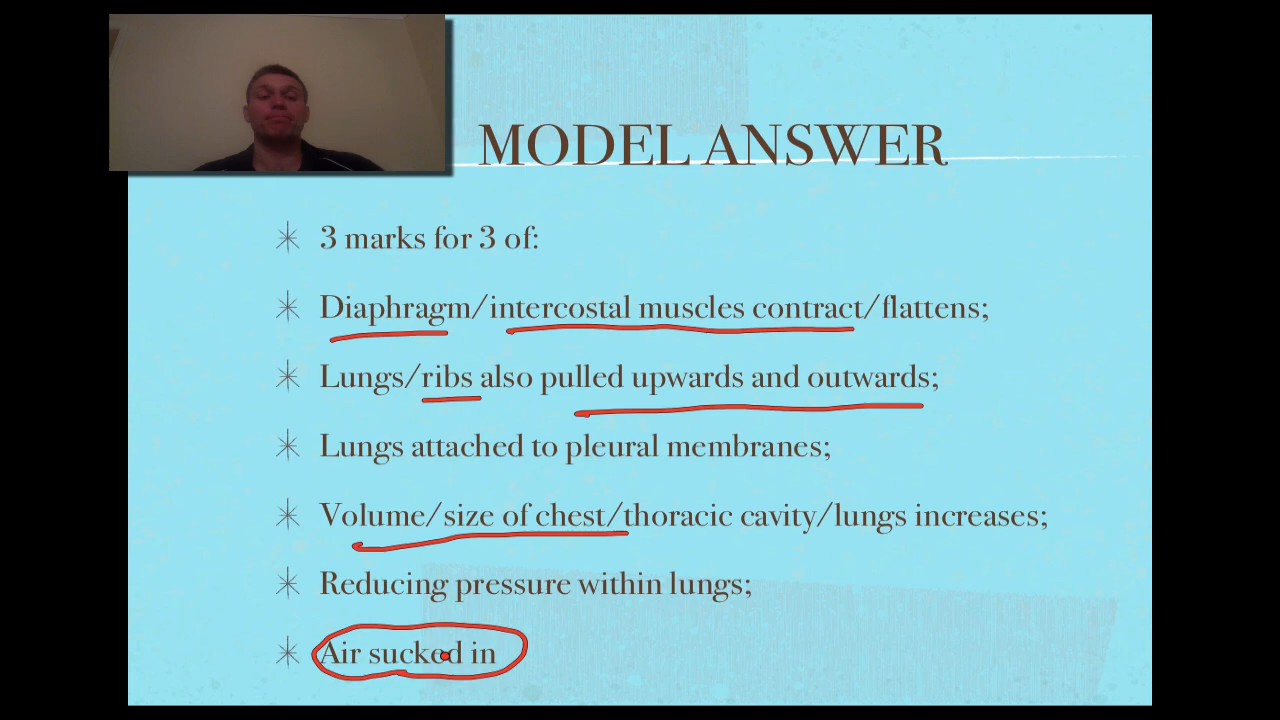 MODEL ANSWER
3 marks for 3 of:
Diaphragm/intercostal muscles contract/flattens;
Lungs/ribs also pulled upwards and outwards;
Lungs attached to pleural membranes;
Volume/size of chest/thoracic cavity/lungs increases;
Reducing pressure within lungs;
Air sucked in